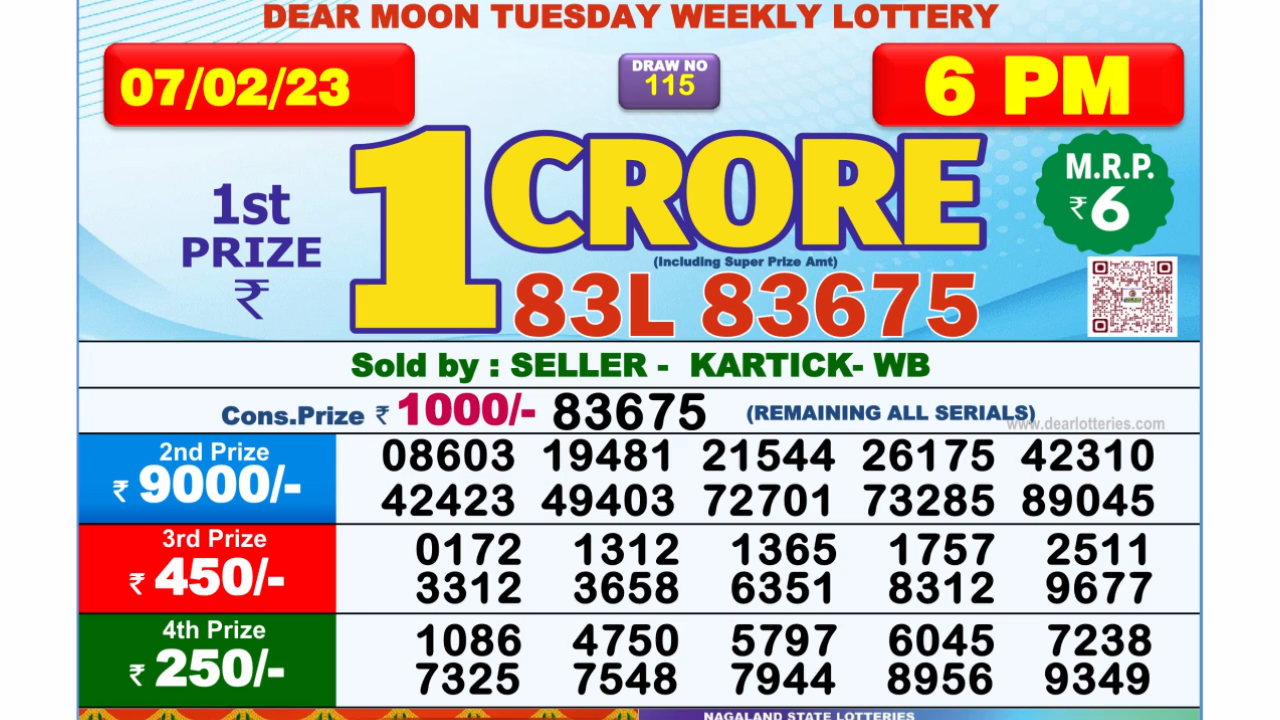 DEAR MOON TUESDAY WEEKLY LOTTERY
07/02/23
DRAW NO
115
6 PM
1st
PRIZE
₹
1 CRORE
(Including Super Prize Amt)
83L 83675
M.R.P.
₹6
Sold by : SELLER - KARTICK- WB
Cons.Prize ₹ 1000/- 83675 (REMAINING ALL SERIALS)
www.dearlotteries.com
2nd Prize
₹ 9000/-
08603 19481 21544 26175 42310
42423 49403 72701 73285 89045
3rd Prize
₹ 450/-
0172 1312 1365 1757 2511
3312 3658 6351 8312 9677
4th Prize
₹ 250/-
1086 4750 5797 6045 7238
7325 7548 7944 8956 9349
NAGALAND STATE LOTTERIES